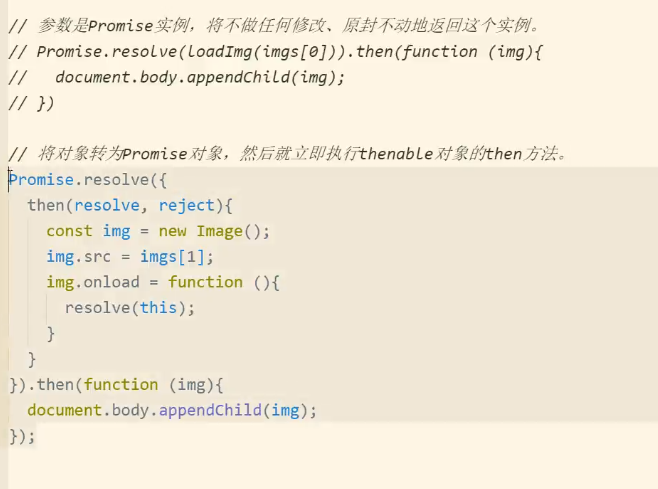 // 参数是Promise实例，将不做任何修改、原封不动地返回这个实例。
// Promise.resolve(loadImg(imgs[0])).then(function (img){
//   document.body.appendChild(img);
// })
// 将对象转为Promise对象，然后就立即执行thenable对象的then方法。
Promise.resolve({
  then(resolve, reject){
    const img = new Image();
    img.src = imgs[1];
    img.onload = function (){
      resolve(this);
    }
  }
}).then(function (img){
  document.body.appendChild(img);
});